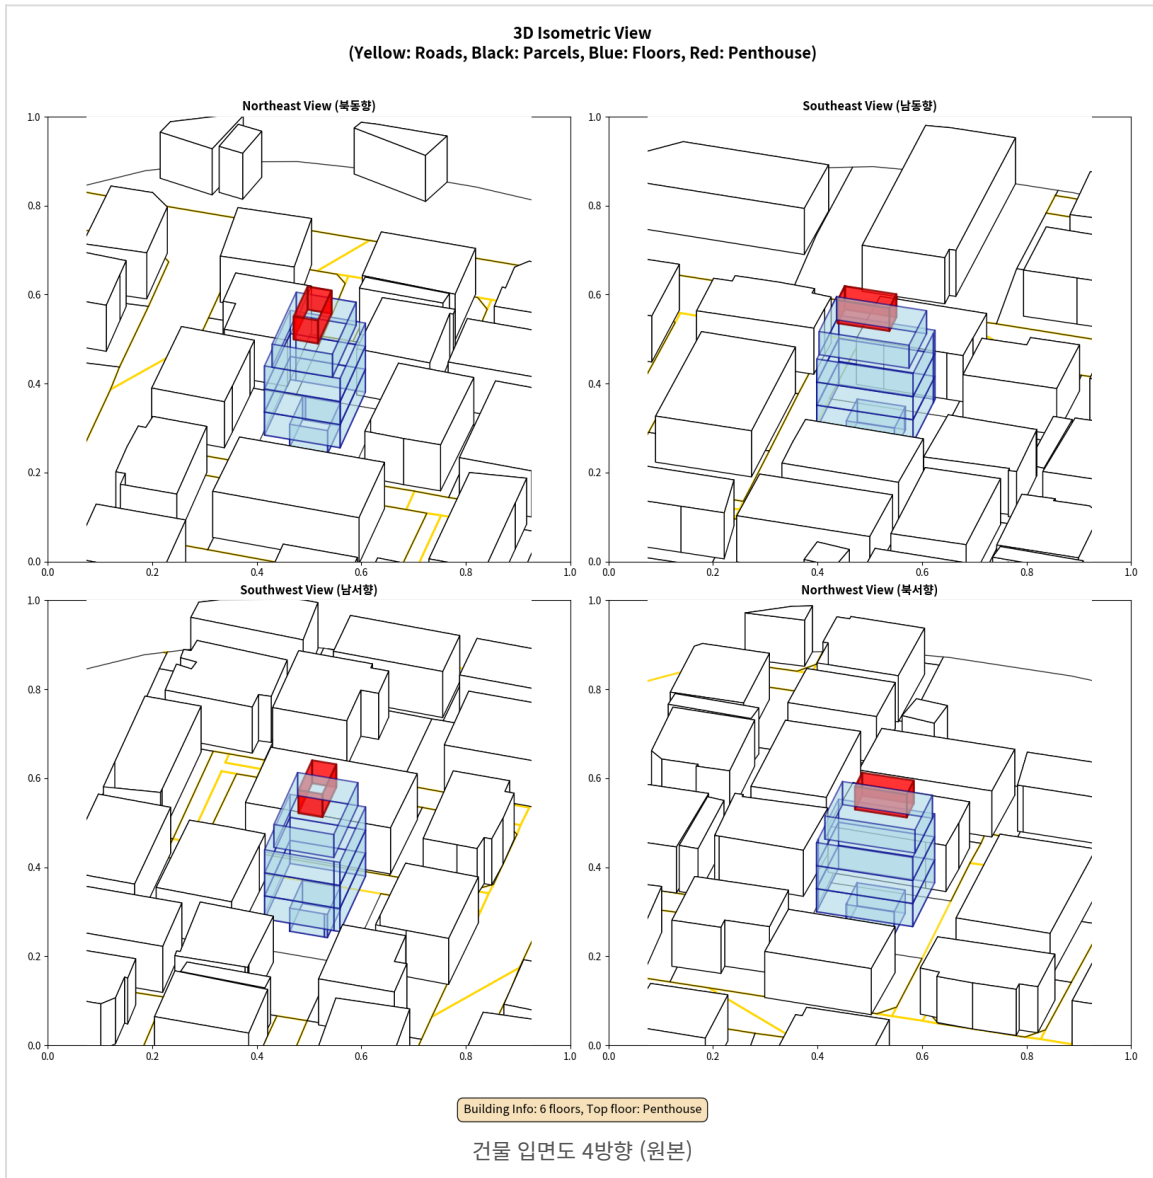 3D Isometric View
(Yellow: Roads, Black: Parcels, Blue: Floors, Red: Penthouse)
Northeast View (북동향)
1.0
0.8
0.6
0.4
0.2
0.0
0.0 0.2 0.4 0.6 0.8 1.0
Southeast View (남동향)
1.0
0.8
0.6
0.4
0.2
0.0
0.0 0.2 0.4 0.6 0.8 1.0
Southwest View (남서향)
1.0
0.8
0.6
0.4
0.2
0.0
0.0 0.2 0.4 0.6 0.8 1.0
Northwest View (북서향)
1.0
0.8
0.6
0.4
0.2
0.0
0.0 0.2 0.4 0.6 0.8 1.0
Building Info: 6 floors, Top floor: Penthouse
건물 입면도 4방향 (원본)